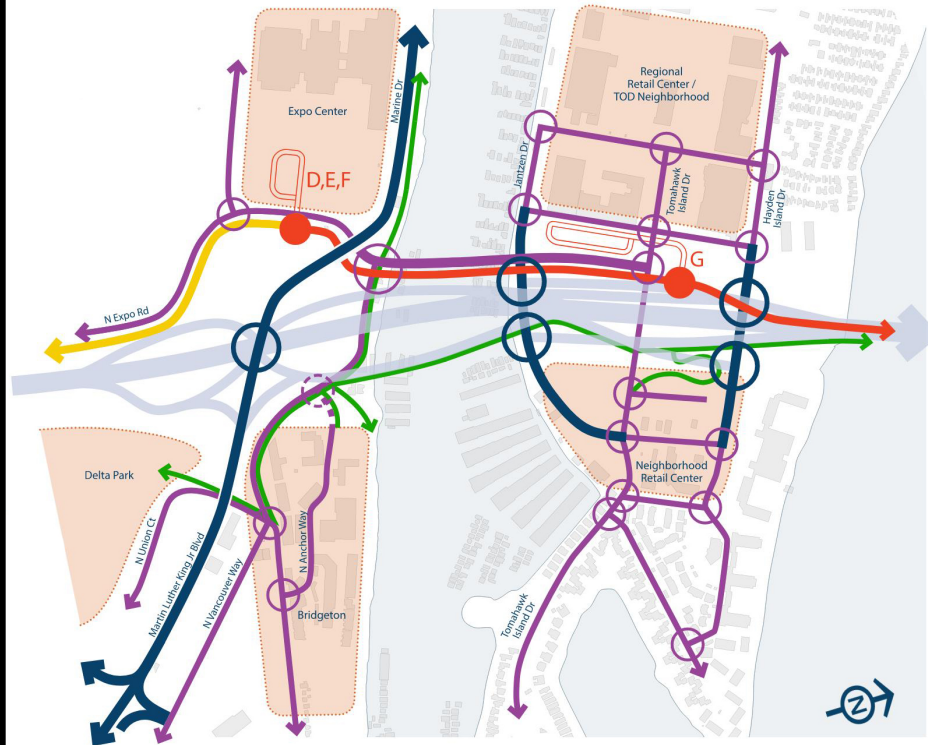 Expo Center
Marine Dr
Regional
Retail Center /
TOD Neighborhood
Jantzen Dr
Tomahawk
Island Dr
Hayden
Island Dr
D,E,F
G
N Expo Rd
Delta Park
N Union Ct
Martin Luther King Jr Blvd
N Vancouver Way
N Anchor Way
Bridgeton
Neighborhood
Retail Center
Tomahawk
Island Dr
N